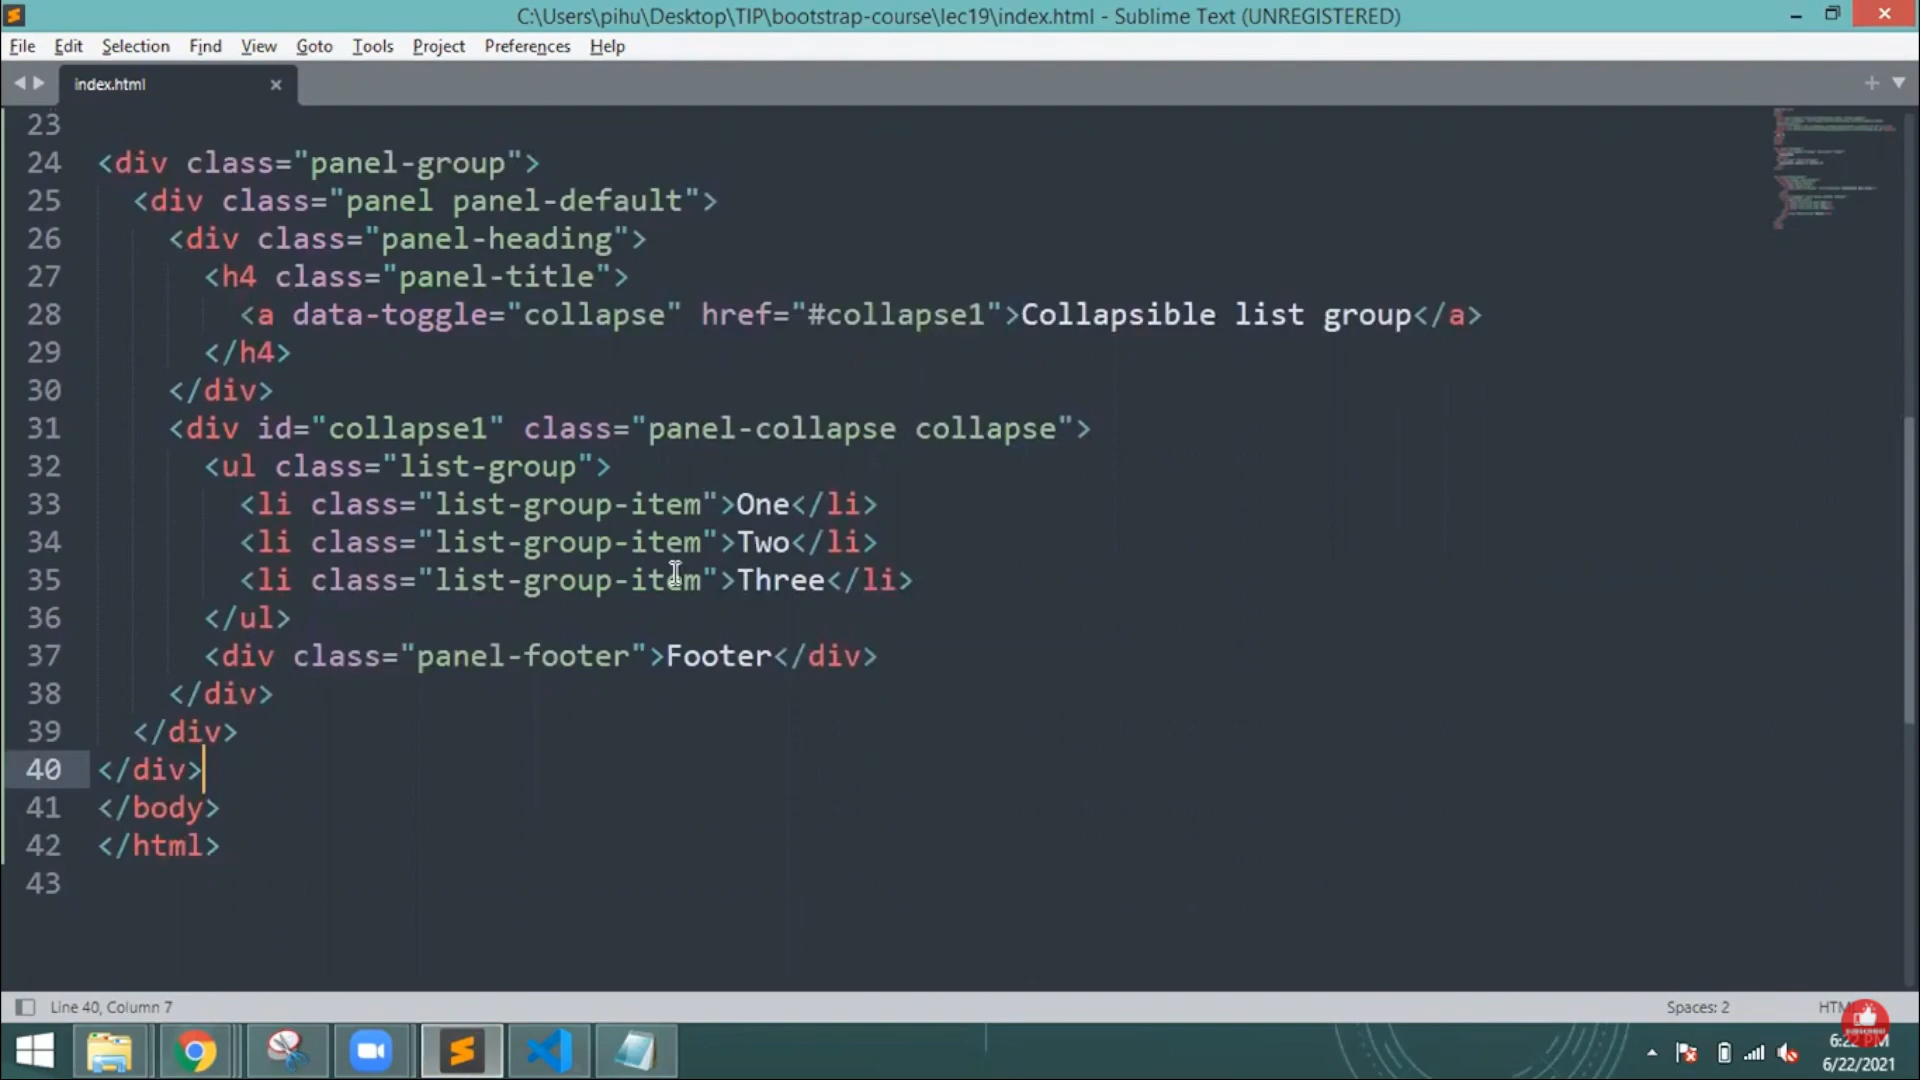 C:\Users\pihu\Desktop\TIP\bootstrap-course\lec19\index.html - Sublime Text (UNREGISTERED)
File Edit Selection Find View Goto Tools Project Preferences Help
index.html
23
24 <div class="panel-group">
25 <div class="panel panel-default">
26 <div class="panel-heading">
27 <h4 class="panel-title">
28 <a data-toggle="collapse" href="#collapse1">Collapsible list group</a>
29 </h4>
30 </div>
31 <div id="collapse1" class="panel-collapse collapse">
32 <ul class="list-group">
33 <li class="list-group-item">One</li>
34 <li class="list-group-item">Two</li>
35 <li class="list-group-item">Three</li>
36 </ul>
37 <div class="panel-footer">Footer</div>
38 </div>
39 </div>
40 </div>
41 </body>
42 </html>
43
Line 40, Column 7 Spaces: 2
6/22/2021